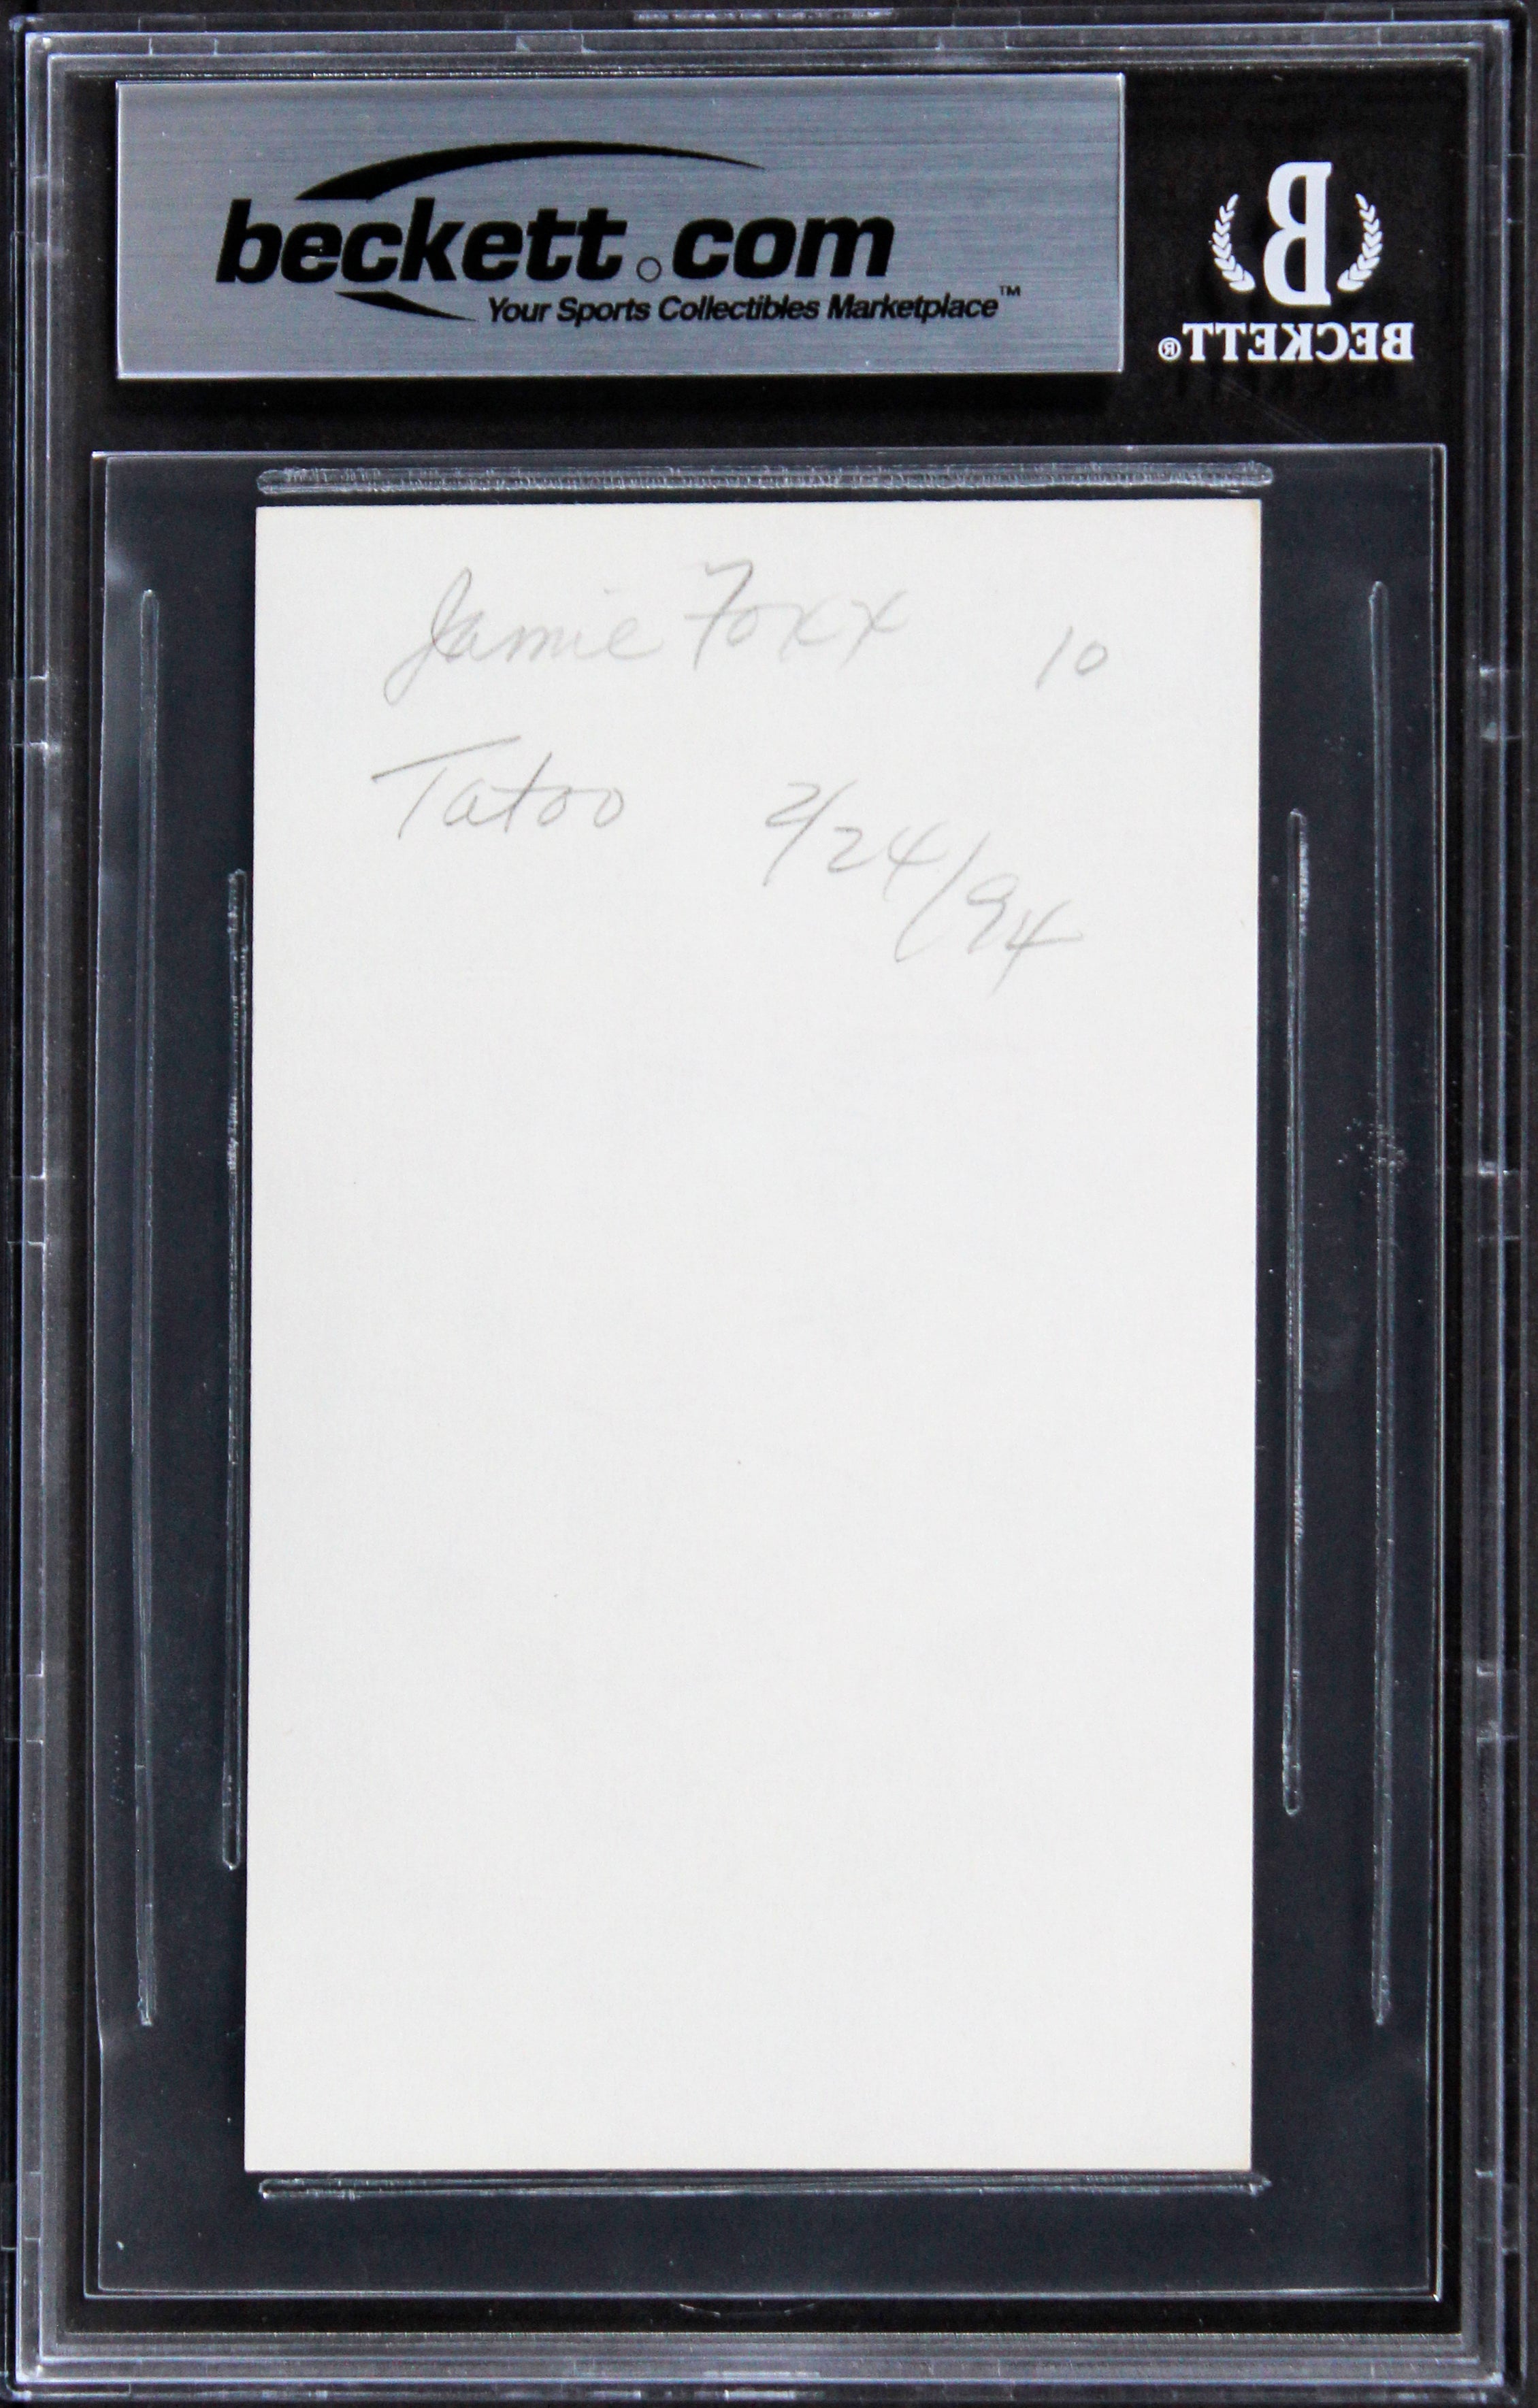 beckett.com
Your Sports Collectibles Marketplace™
B
BECKETT®
Jamie Foxx 10
Tatoo 2/24/94